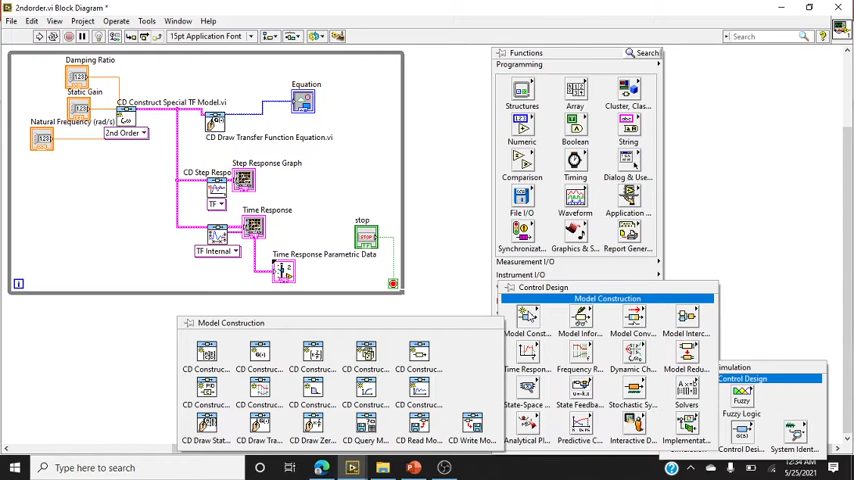 2ndorder.vi Block Diagram *
File Edit View Project Operate Tools Window Help
15pt Application Font
Search
Damping Ratio
Static Gain
CD Construct Special TF Model.vi
Natural Frequency (rad/s)
2nd Order
Equation
CD Draw Transfer Function Equation.vi
Step Response Graph
CD Step Respo
TF
Time Response
TF Internal
stop
STOP
Time Response Parametric Data
Functions
Search
Programming
Structures Array Cluster, Clas...
Numeric Boolean String
Comparison Timing Dialog & Use...
File I/O Waveform Application ...
Synchronizat... Graphics & S... Report Gener...
Measurement I/O
Instrument I/O
Control Design
Model Construction
Model Const... Model Infor... Model Conv... Model Interc...
Time Respon... Frequency R... Dynamic Ch... Model Redu...
State-Space ... State Feedba... Stochastic Sy... Solvers
Analytical Pl... Predictive C... Interactive D... Implementat...
Model Construction
CD Construc... CD Construc... CD Construc... CD Construc... CD Construc...
CD Construc... CD Construc... CD Construc... CD Construc... CD Construc...
CD Draw Stat... CD Draw Tra... CD Draw Zer... CD Query M... CD Read Mo... CD Write Mo...
imulation
Control Design
Fuzzy
Fuzzy Logic
Control Desi... System Ident...
Type here to search
12:34 AM
5/25/2021